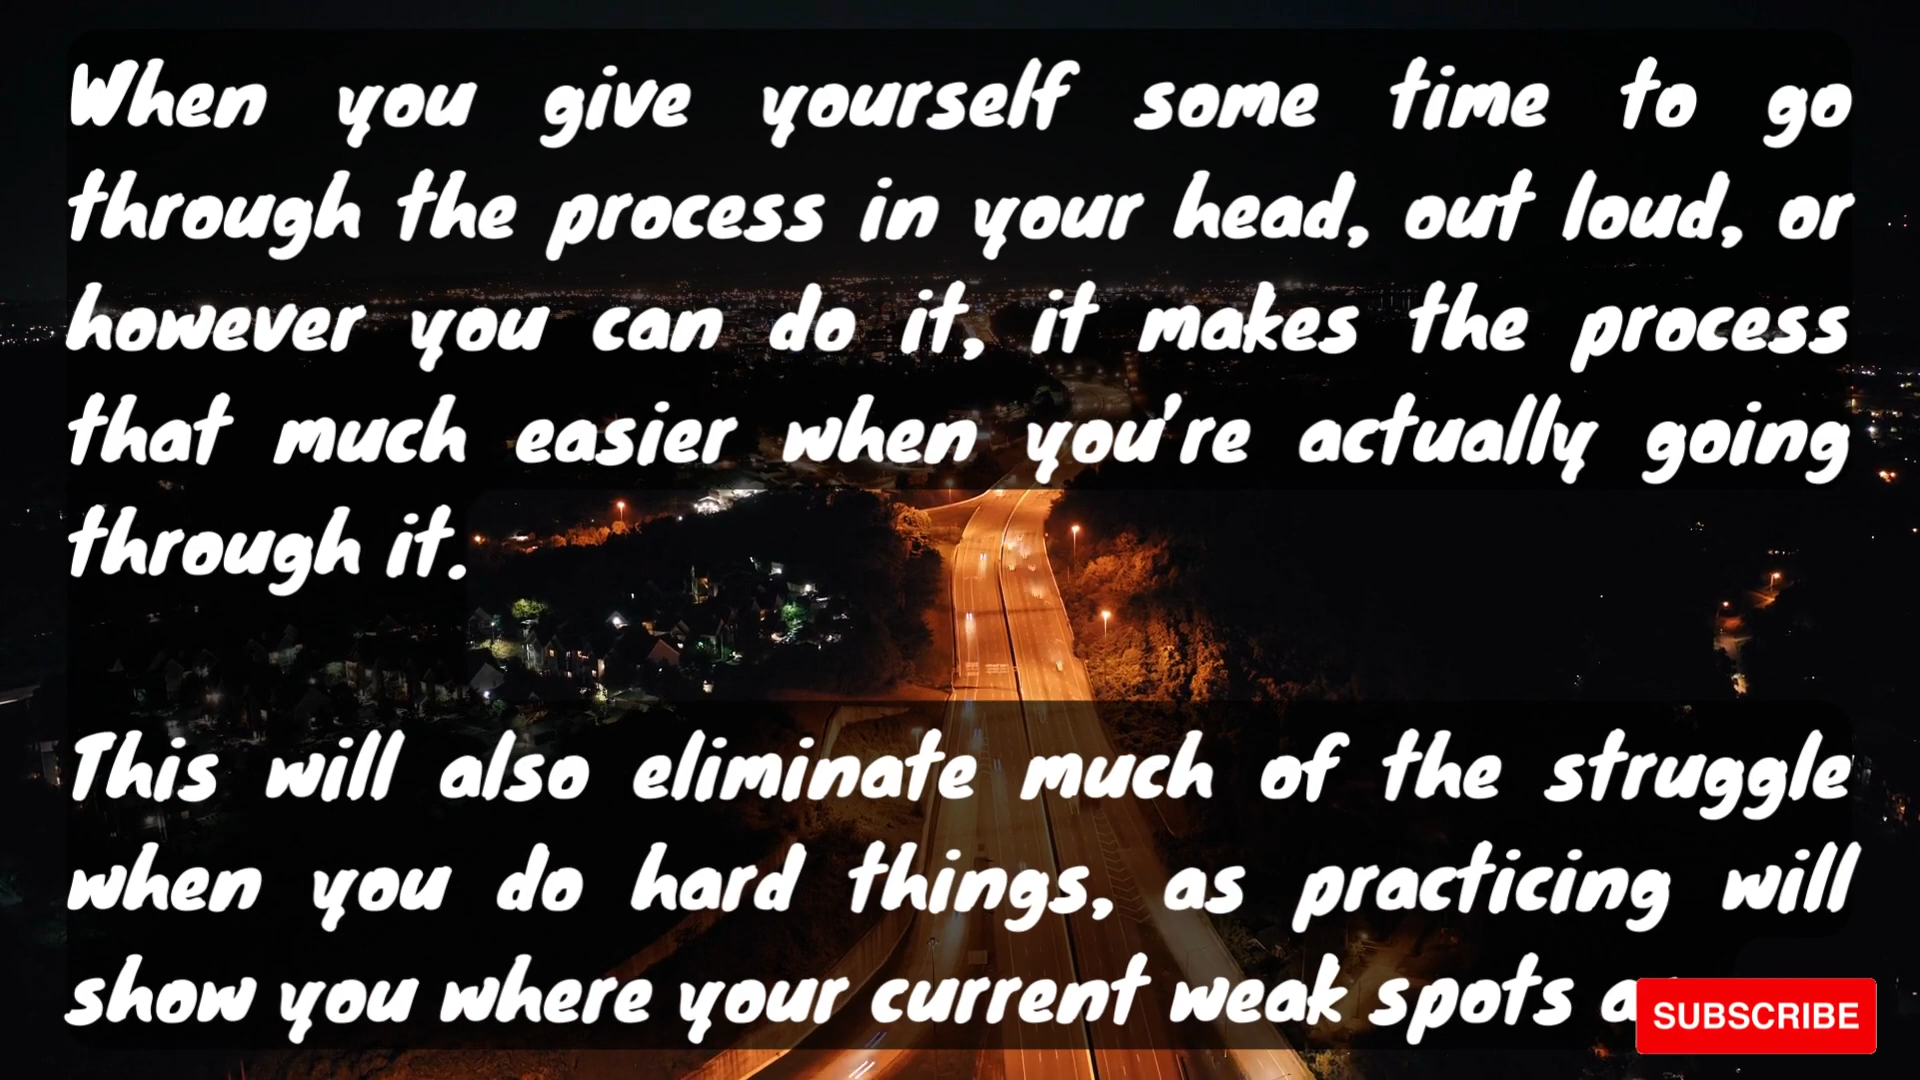 When you give yourself some time to go
through the process in your head, out loud, or
however you can do it, it makes the process
that much easier when you're actually going
through it.
This will also eliminate much of the struggle
when you do hard things, as practicing will
show you where your current weak spots
SUBSCRIBE